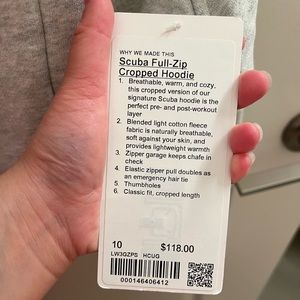 WHY WE MADE THIS
Scuba Full-Zip
Cropped Hoodie
1. Breathable, warm, and cozy,
this cropped version of our
signature Scuba hoodie is the
perfect pre- and post-workout
layer
2. Blended light cotton fleece
fabric is naturally breathable,
soft against your skin, and
provides lightweight warmth
3. Zipper garage keeps chafe in
check
4. Elastic zipper pull doubles as
an emergency hair tie
5. Thumbholes
6. Classic fit, cropped length
10 $118.00
LW3GZPS HCUG
000146406412